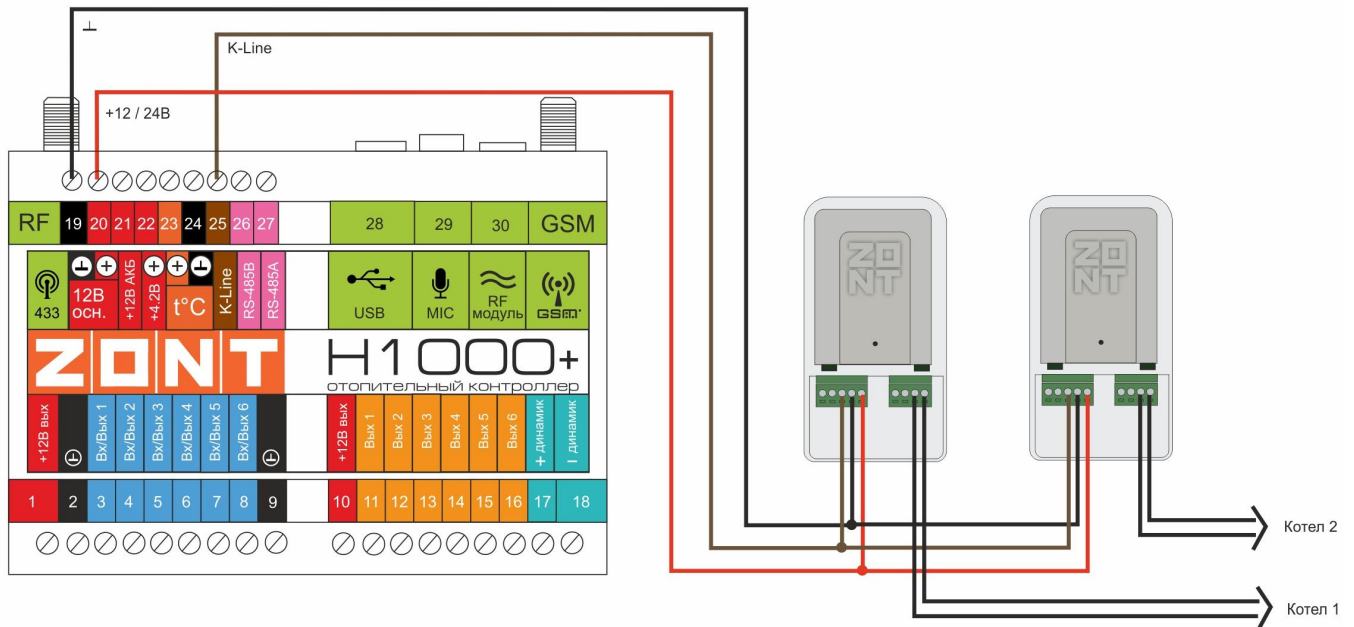 ⊥
K-Line
+12 / 24В
RF 19 20 21 22 23 24 25 26 27 28 29 30 GSM
433
12В осн.
+12В АКБ
+4.2В
t°C
K-Line
RS-485B
RS-485A
USB
MIC
RF модуль
GSM
ZONT
H1000+
отопительный контроллер
+12В вых
Вх/Вых 1
Вх/Вых 2
Вх/Вых 3
Вх/Вых 4
Вх/Вых 5
Вх/Вых 6
+12В вых
Вых 1
Вых 2
Вых 3
Вых 4
Вых 5
Вых 6
+ динамик
− динамик
1 2 3 4 5 6 7 8 9 10 11 12 13 14 15 16 17 18
ZO
NT
ZO
NT
Котел 2
Котел 1